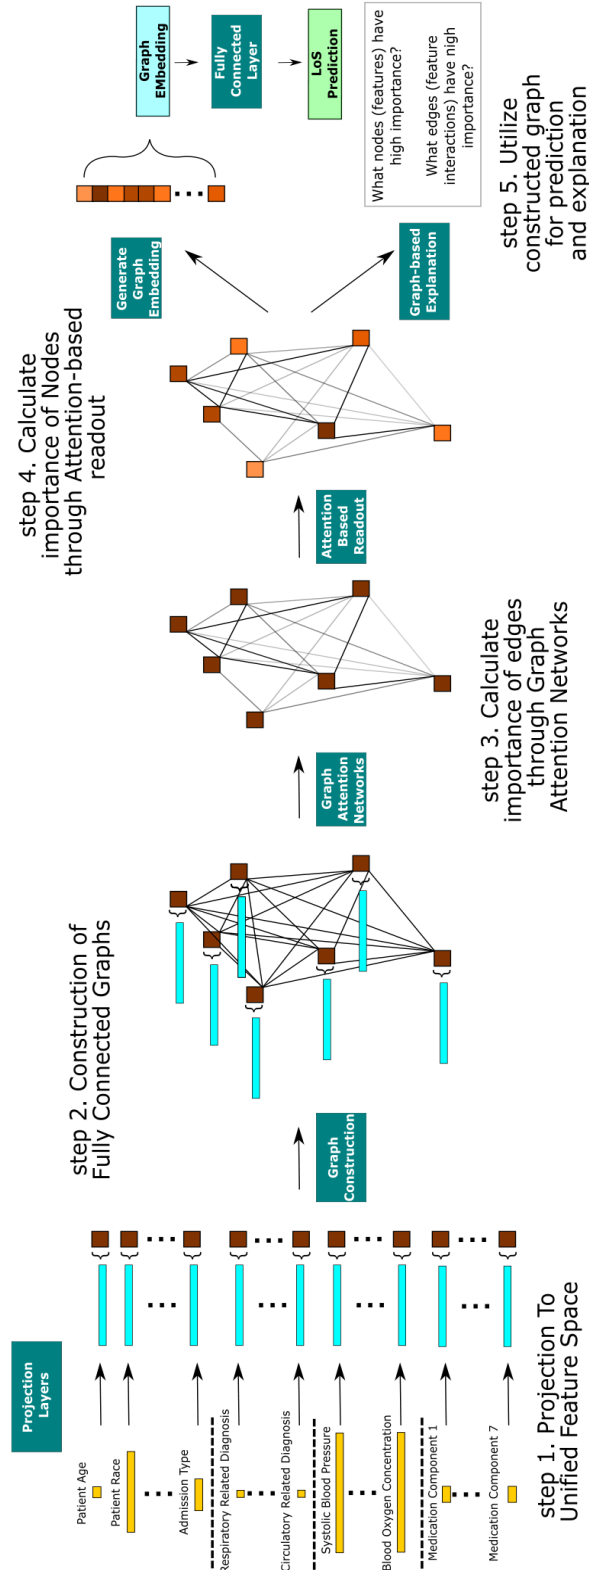 Projection
Layers
Patient Age
Patient Race
Admission Type
Respiratory Related Diagnosis
Circulatory Related Diagnosis
Systolic Blood Pressure
Blood Oxygen Concentration
Medication Component 1
Medication Component 7
step 1. Projection To
Unified Feature Space
step 2. Construction of
Fully Connected Graphs
Graph
Construction
Graph
Attention
Networks
step 3. Calculate
importance of edges
through Graph
Attention Networks
step 4. Calculate
importance of Nodes
through Attention-based
readout
Attention
Based
Readout
Generate
Graph
Embedding
Graph-based
Explanation
Graph
EMbedding
Fully
Connected
Layer
LoS
Prediction
What nodes (features) have
high importance?
What edges (feature
interactions) have nigh
importance?
step 5. Utilize
constructed graph
for prediction
and explanation